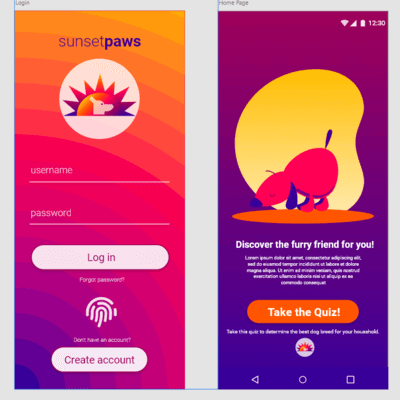 Login
sunsetpaws
username
password
Log in
Forgot password?
Don't have an account?
Create account
Home Page
12:30
Discover the furry friend for you!
Lorem ipsum dolor sit amet, consectetur adipiscing elit,
sed do eiusmod tempor incididunt ut labore et dolore
magna aliqua. Ut enim ad minim veniam, quis nostrud
exercitation ullamco laboris nisi ut aliquip ex ea
commodo consequat
Take the Quiz!
Take this quiz to determine the best dog breed for your household.